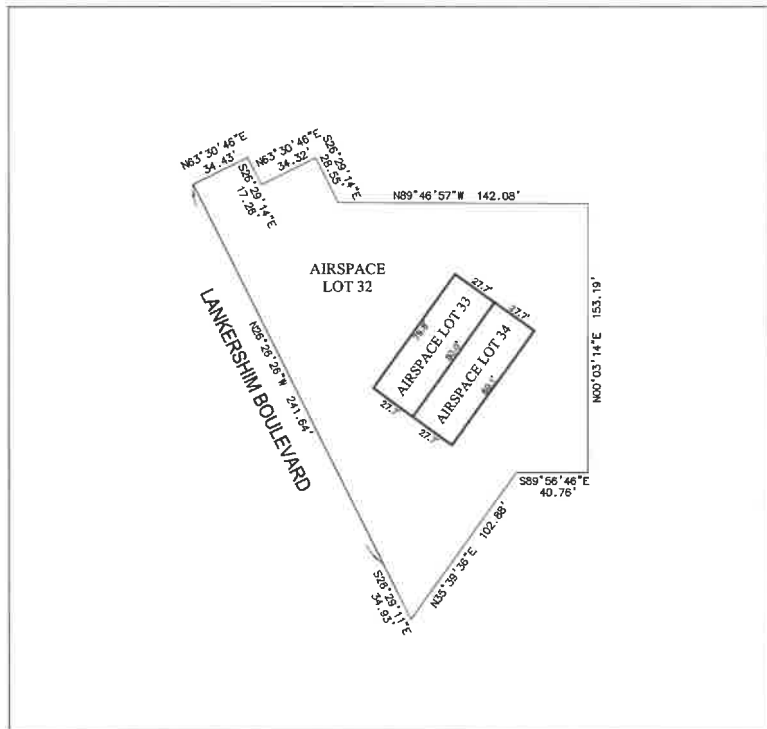 N63°30'46"E
34.43'
S26°29'14"E
17.28'
N63°30'46"E
34.32'
S26°29'14"E
28.55'
N89°46'57"W 142.08'
N00°03'14"E 153.19'
S89°56'46"E
40.76'
N35°39'36"E 102.88'
S26°29'11"E
34.93'
N26°26'26"W 241.64'
LANKERSHIM BOULEVARD
AIRSPACE
LOT 32
27.7'
27.7'
AIRSPACE LOT 33
AIRSPACE LOT 34
27.7'
27.7'